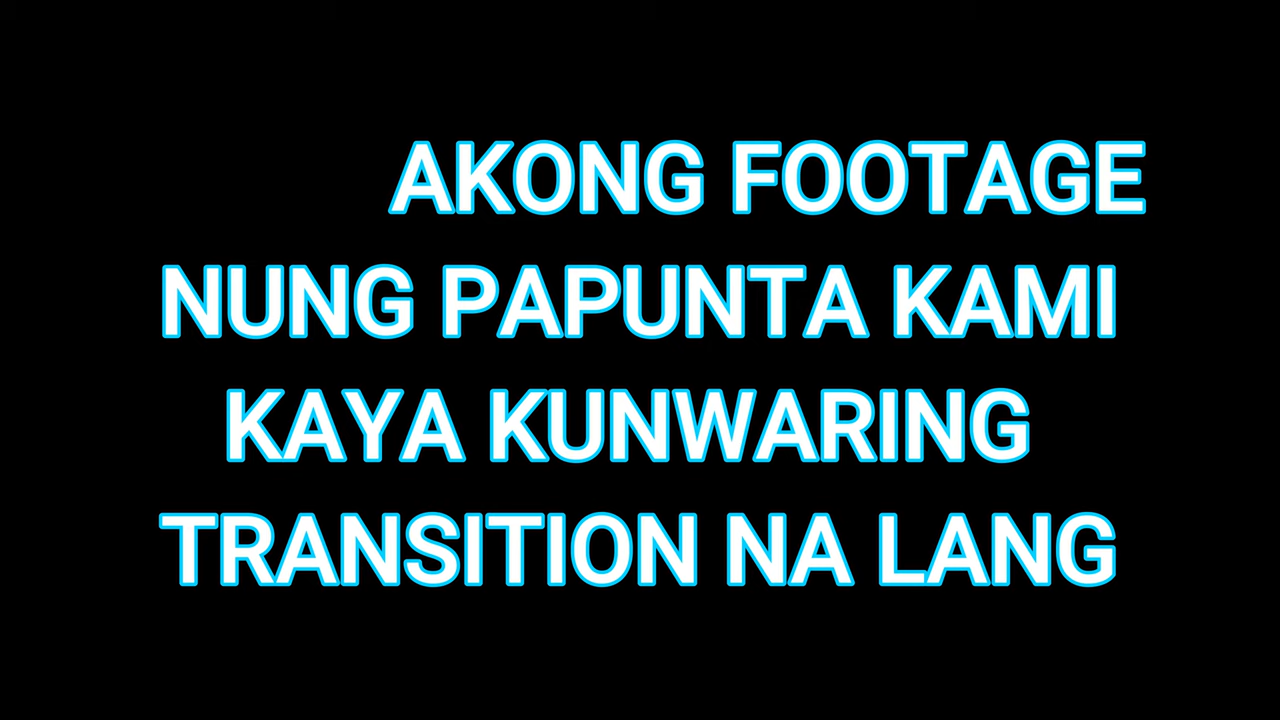 AKONG FOOTAGE
NUNG PAPUNTA KAMI
KAYA KUNWARING
TRANSITION NA LANG